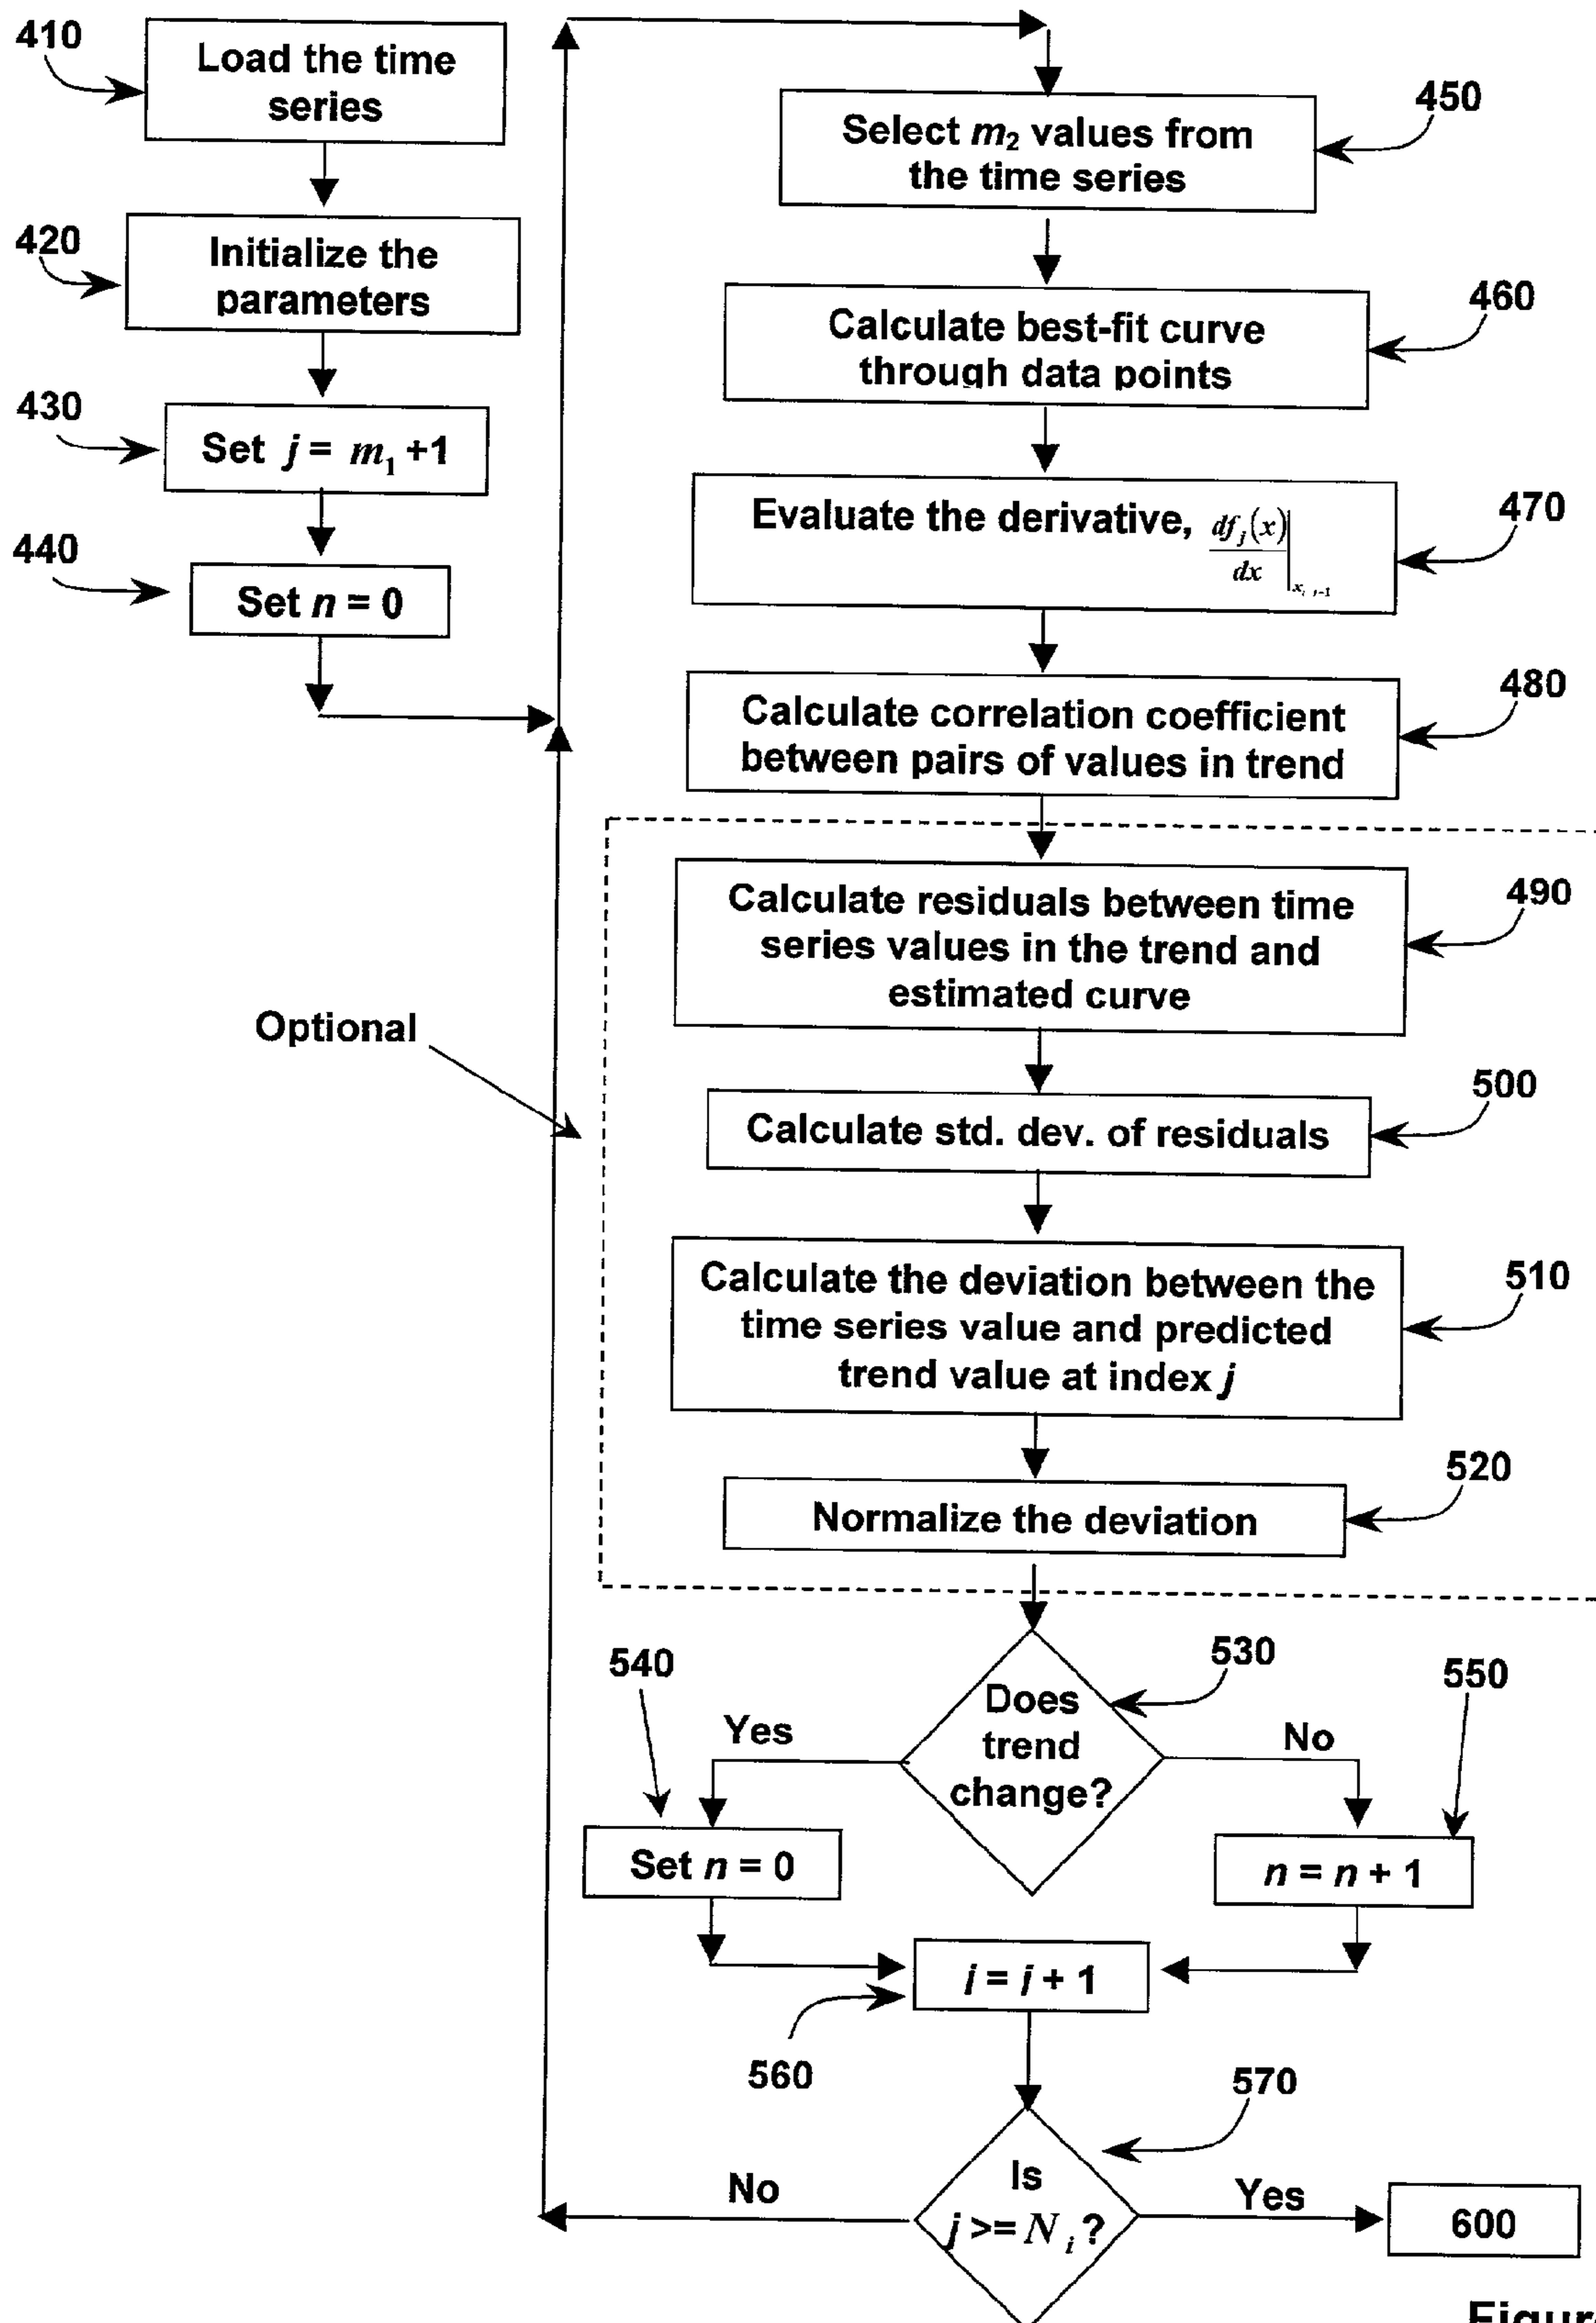 410
Load the time
series
420
Initialize the
parameters
430
Set j = m₁ +1
440
Set n = 0
450
Select m₂ values from
the time series
460
Calculate best-fit curve
through data points
470
Evaluate the derivative, df_j(x)/dx |
480
Calculate correlation coefficient
between pairs of values in trend
490
Calculate residuals between time
series values in the trend and
estimated curve
Optional
500
Calculate std. dev. of residuals
510
Calculate the deviation between the
time series value and predicted
trend value at index j
520
Normalize the deviation
530
Does
trend
change?
Yes
No
540
Set n = 0
550
n = n + 1
j = j + 1
560
570
Is
j >= N_i ?
No
Yes
600
Figure